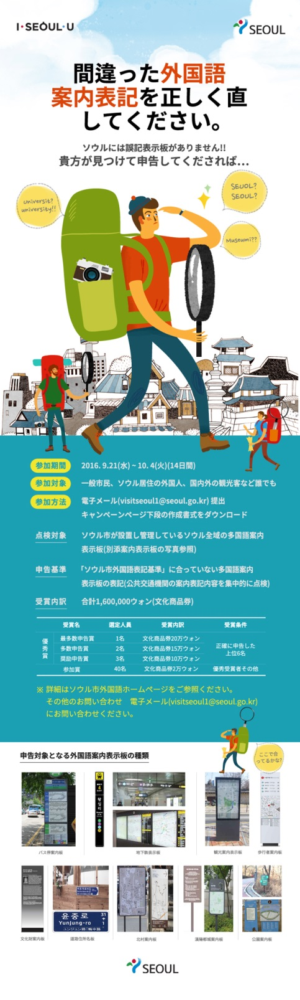 I·SEOUL·U
SEOUL
間違った外国語
案内表記を正しく直
してください。
ソウルには誤記表示板がありません!!
貴方が見つけて申告してくだされば...
Universit?
university!!
SEUOL?
SEOUL?
Museumi??
参加期間 2016. 9.21(水) ~ 10. 4(火)(14日間)
参加対象 一般市民、ソウル居住の外国人、国内外の観光客など誰でも
参加方法 電子メール(visitseoul1@seoul.go.kr) 提出
キャンペーンページ下段の作成書式をダウンロード
点検対象 ソウル市が設置し管理しているソウル全域の多国語案内
表示板(別添案内表示板の写真参照)
申告基準 「ソウル市外国語表記基準」に合っていない多国語案内
表示板の表記(公共交通機関の案内表記内容を集中的に点検)
受賞内訳 合計1,600,000ウォン(文化商品券)
受賞名 選定人員 受賞内訳 受賞条件
優秀賞 最多数申告賞 1名 文化商品券20万ウォン
多数申告賞 2名 文化商品券15万ウォン
奨励申告賞 3名 文化商品券10万ウォン
正確に申告した
上位6名
参加賞 40名 文化商品券2万ウォン 優秀受賞者その他
※ 詳細はソウル市外国語ホームページをご参照ください。
その他のお問い合わせ 電子メール(visitseoul1@seoul.go.kr)
にお問い合わせください。
申告対象となる外国語案内表示板の種類
ここで合
ってるかな?
4
왕십리
バス停案内板
地下鉄表示板
観光案内表示板
歩行者案内板
윤중로 31
Yunjung-ro 1
ユンジュン路
文化財案内板
道路住所名板
北村案内板
漢陽都城案内板
公園案内板
SEOUL